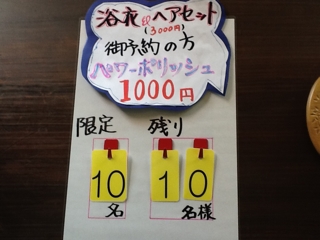 浴衣 ヘアセット
(3000円)
御予約の方
パワーポリッシュ
1000円
限定 残り
10 10
名 名様